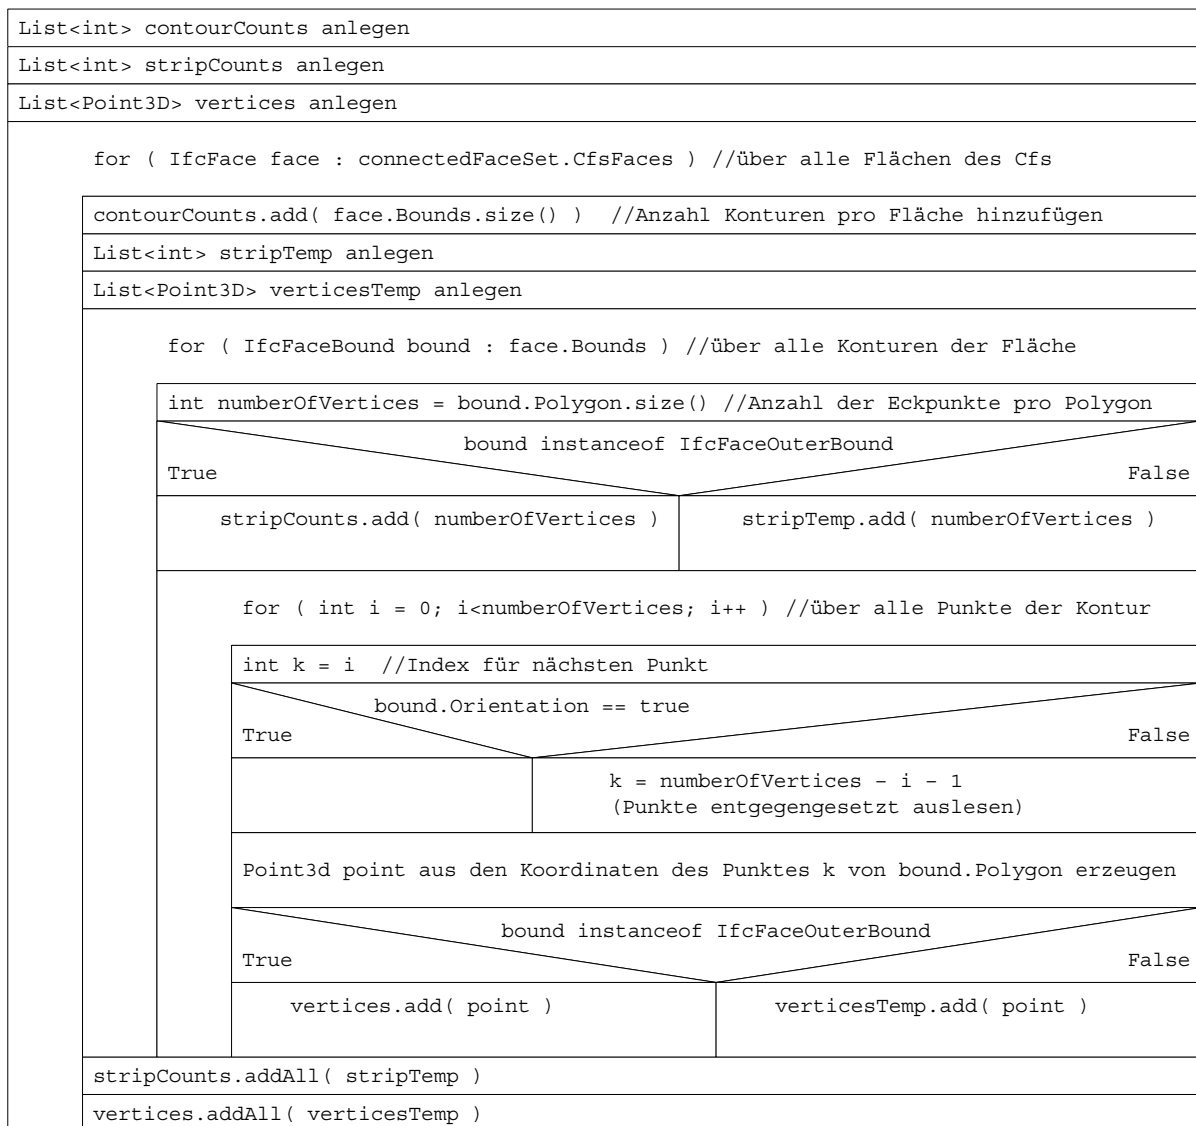 List<int> contourCounts anlegen
List<int> stripCounts anlegen
List<Point3D> vertices anlegen
for ( IfcFace face : connectedFaceSet.CfsFaces ) //über alle Flächen des Cfs
contourCounts.add( face.Bounds.size() )  //Anzahl Konturen pro Fläche hinzufügen
List<int> stripTemp anlegen
List<Point3D> verticesTemp anlegen
for ( IfcFaceBound bound : face.Bounds ) //über alle Konturen der Fläche
int numberOfVertices = bound.Polygon.size() //Anzahl der Eckpunkte pro Polygon
bound instanceof IfcFaceOuterBound
True False
stripCounts.add( numberOfVertices ) stripTemp.add( numberOfVertices )
for ( int i = 0; i<numberOfVertices; i++ ) //über alle Punkte der Kontur
int k = i  //Index für nächsten Punkt
bound.Orientation == true
True False
k = numberOfVertices − i − 1
(Punkte entgegengesetzt auslesen)
Point3d point aus den Koordinaten des Punktes k von bound.Polygon erzeugen
bound instanceof IfcFaceOuterBound
True False
vertices.add( point ) verticesTemp.add( point )
stripCounts.addAll( stripTemp )
vertices.addAll( verticesTemp )